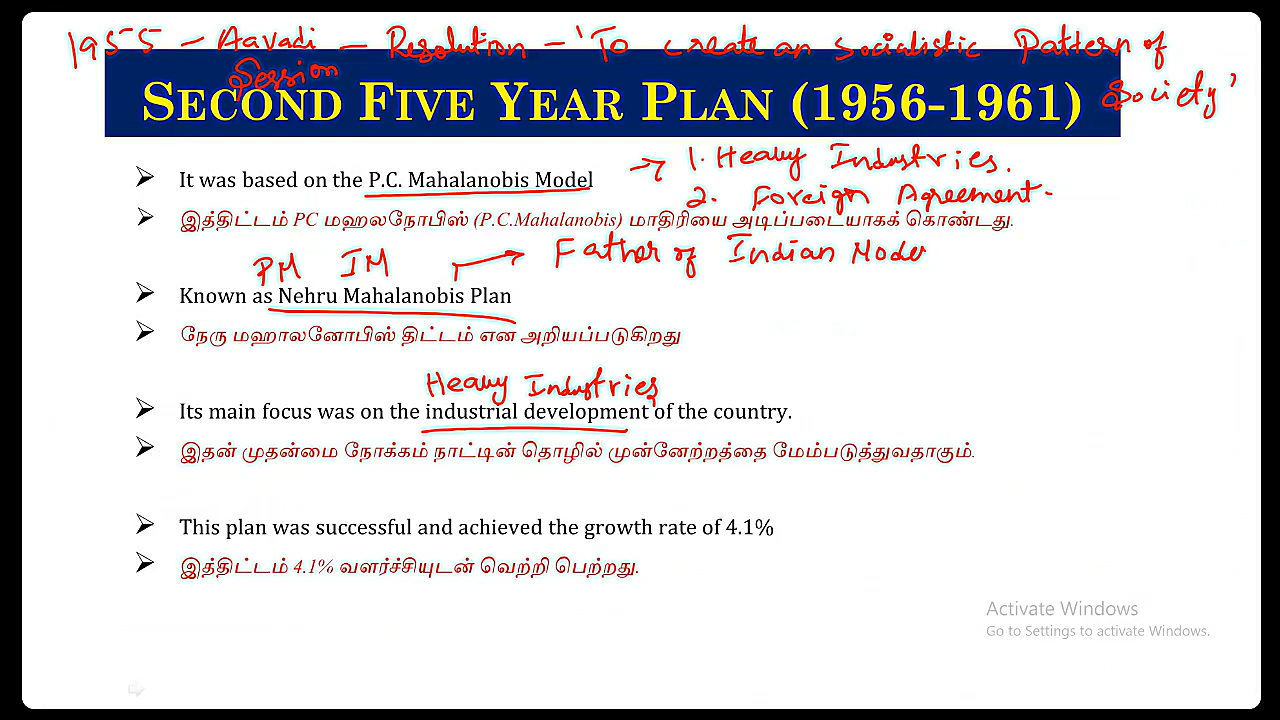 1955 - Aavadi - Resolution - 'To create an socialistic Pattern of
Session
Society'
SECOND FIVE YEAR PLAN (1956-1961)
1. Heavy Industries.
It was based on the P.C. Mahalanobis Model
2. Foreign Agreement.
இத்திட்டம் PC மஹலநோபிஸ் (P.C.Mahalanobis) மாதிரியை அடிப்படையாகக் கொண்டது.
PM IM Father of Indian Mode
Known as Nehru Mahalanobis Plan
நேரு மஹாலனோபிஸ் திட்டம் என அறியப்படுகிறது
Heavy Industries
Its main focus was on the industrial development of the country.
இதன் முதன்மை நோக்கம் நாட்டின் தொழில் முன்னேற்றத்தை மேம்படுத்துவதாகும்.
This plan was successful and achieved the growth rate of 4.1%
இத்திட்டம் 4.1% வளர்ச்சியுடன் வெற்றி பெற்றது.
Activate Windows
Go to Settings to activate Windows.